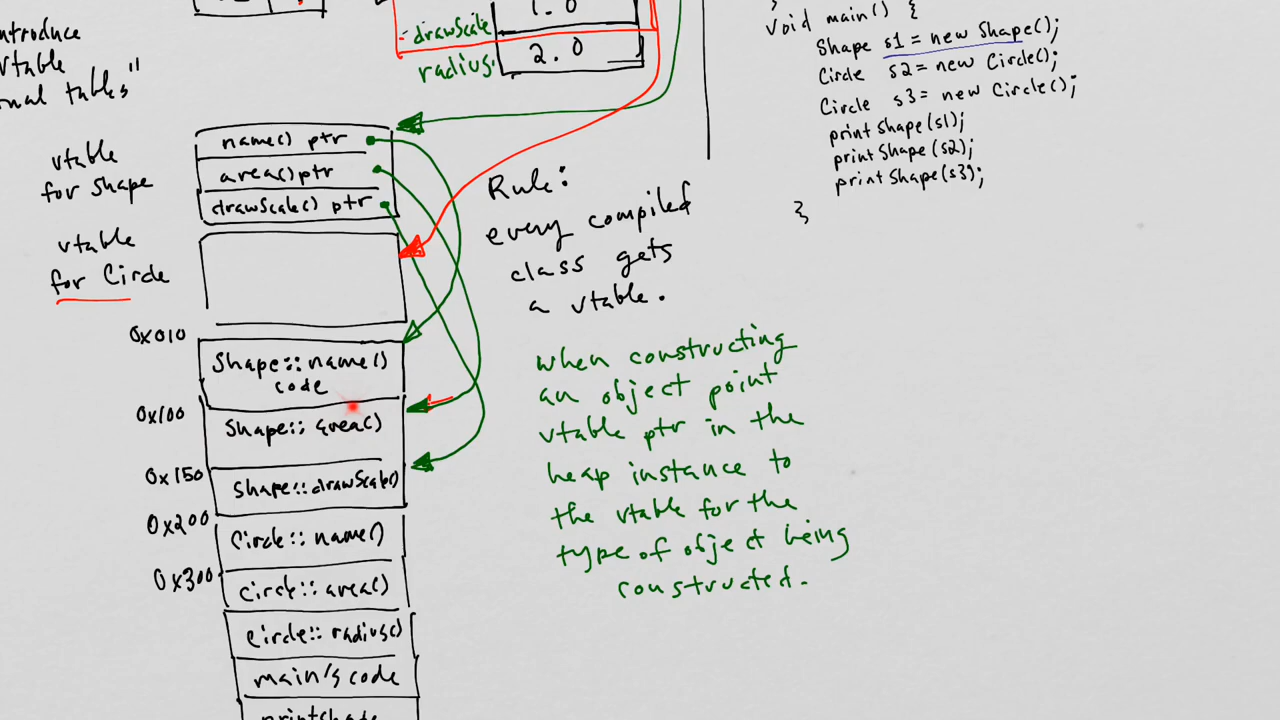 introduce
vtable
onal tables"
1.0
drawScale
2.0
radius
void main() {
Shape s1 = new Shape();
Circle s2 = new Circle();
Circle s3 = new Circle();
printShape(s1);
printShape(s2);
printShape(s3);
}
vtable
for Shape
name() ptr
area() ptr
drawScale() ptr
vtable
for Circle
Rule:
every compiled
class gets
a vtable.
0x010
Shape::name()
code
0x100
Shape::area()
0x150
Shape::drawScale()
0x200
Circle::name()
0x300
Circle::area()
Circle::radius()
main's code
printshape
when constructing
an object point
vtable ptr in the
heap instance to
the vtable for the
type of object being
constructed.